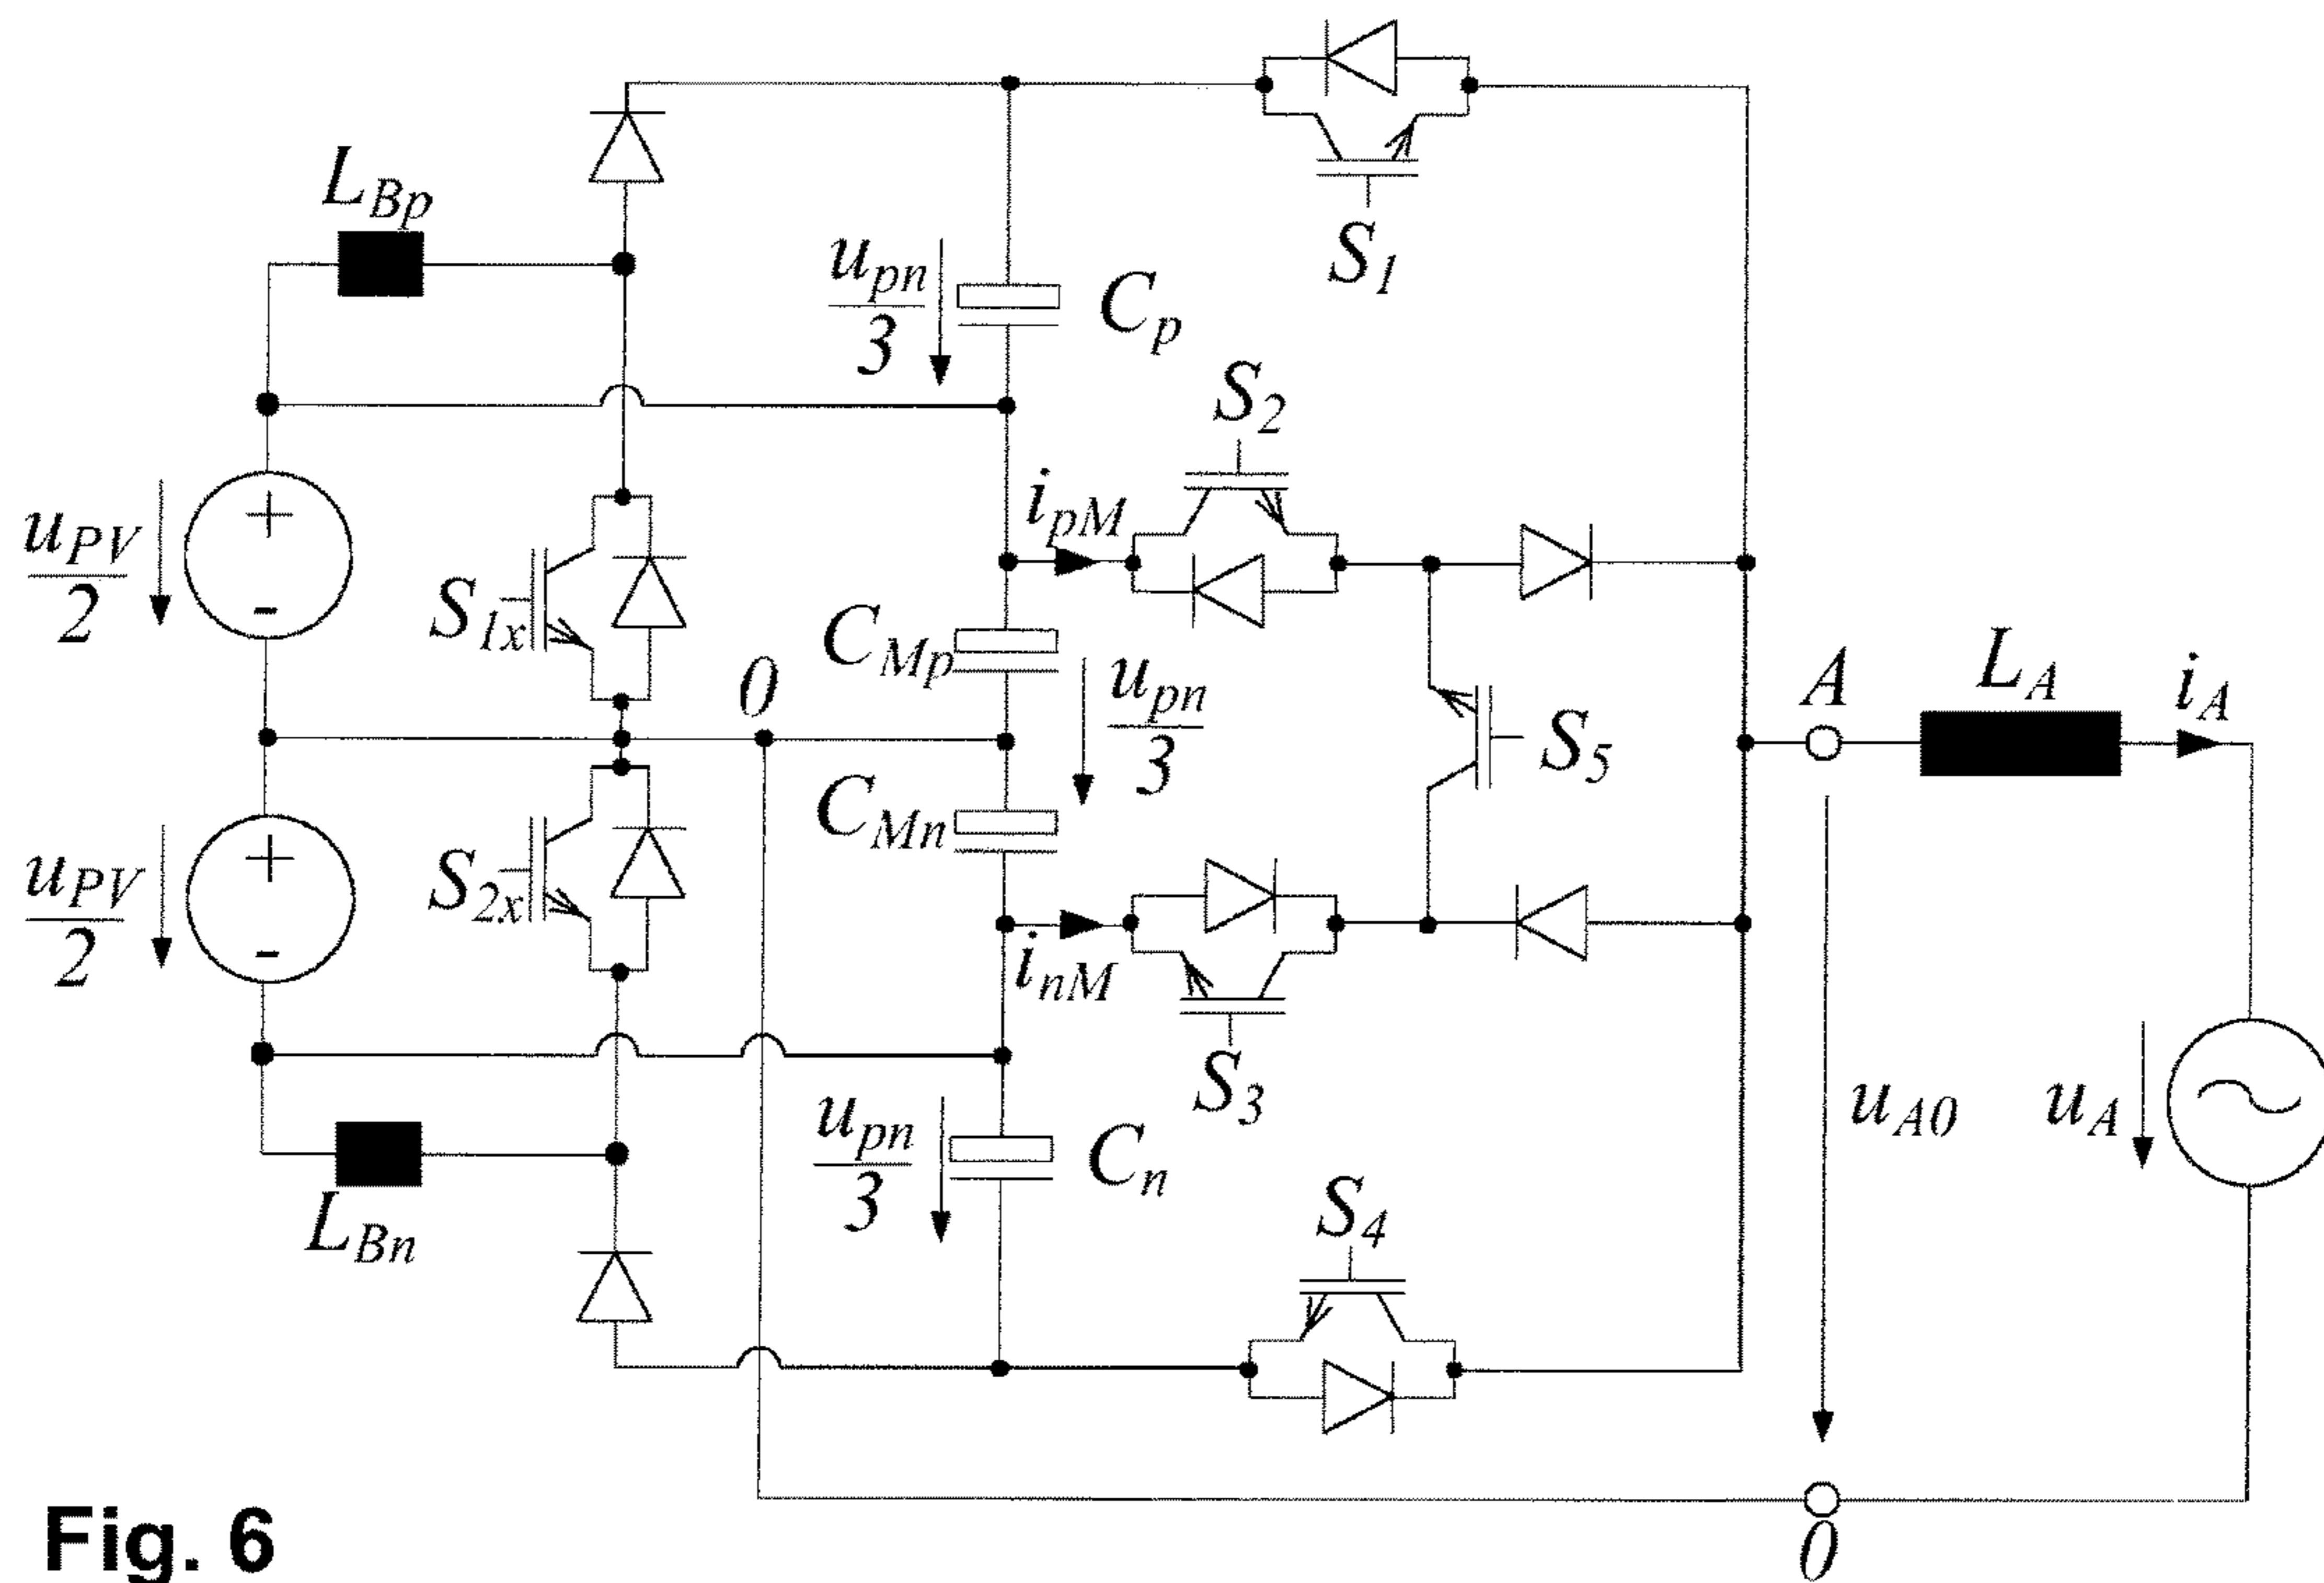 L_Bp
u_pn/3
C_p
S_1
S_2
u_PV/2
+
-
S_1x
i_pM
C_Mp
u_pn/3
0
S_5
A
L_A
i_A
u_PV/2
+
-
S_2x
C_Mn
i_nM
S_3
L_Bn
u_pn/3
C_n
S_4
u_A0
u_A
0
Fig. 6